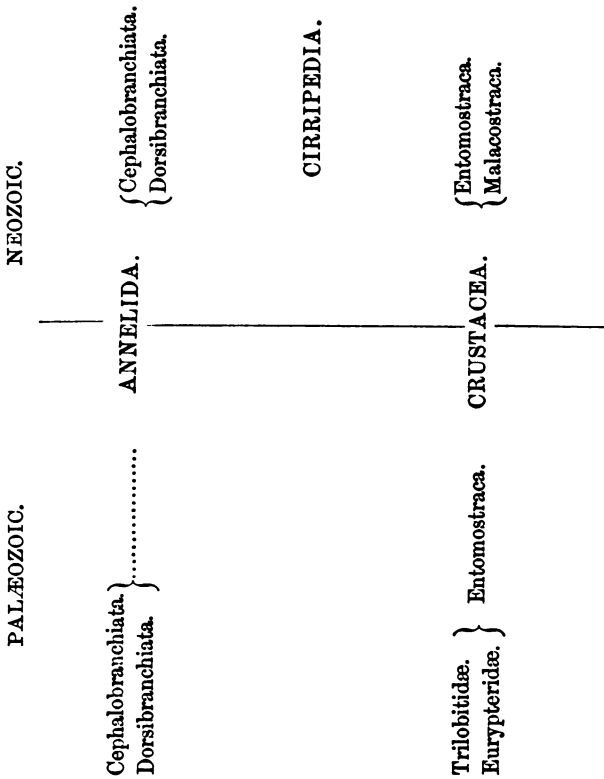 PALÆOZOIC. NEOZOIC.
Cephalobranchiata. Cephalobranchiata.
.................... ANNELIDA.
Dorsibranchiata. Dorsibranchiata.
CIRRIPEDIA.
Trilobitidæ. Entomostraca.
Entomostraca. CRUSTACEA.
Eurypteridæ. Malacostraca.